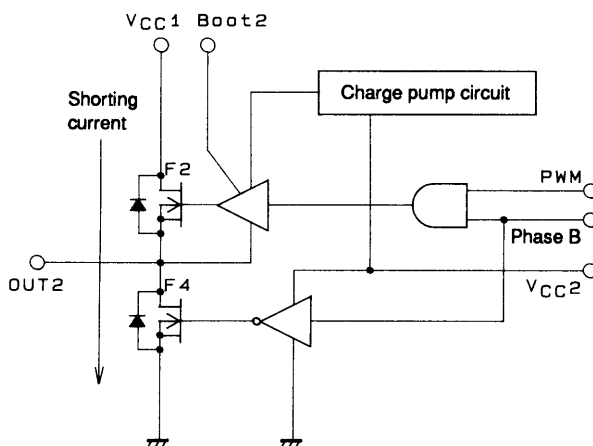 VCC1 Boot2
Shorting
current
Charge pump circuit
F2
PWM
Phase B
OUT2
F4
VCC2